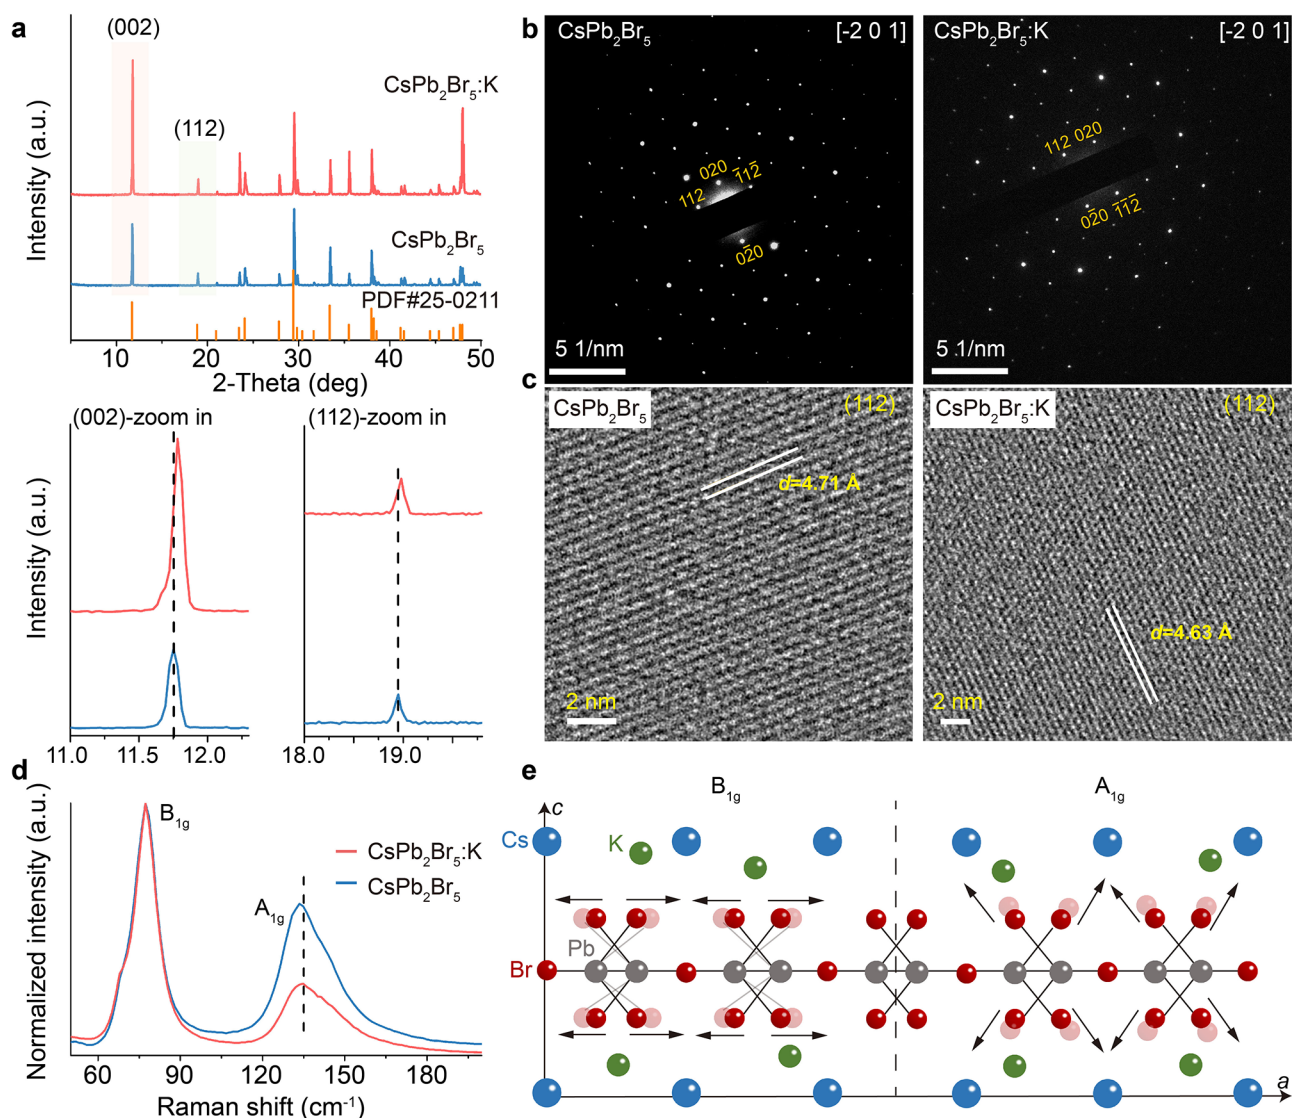 a
(002)
CsPb₂Br₅:K
(112)
CsPb₂Br₅
PDF#25-0211
Intensity (a.u.)
10 20 30 40 50
2-Theta (deg)
(002)-zoom in
(112)-zoom in
Intensity (a.u.)
11.0 12.0
18.0 19.0
b
CsPb₂Br₅ [-2 0 1]
020
1̄12̄
112
02̄0
5 1/nm
CsPb₂Br₅:K [-2 0 1]
112 020
02̄0 1̄1̄2̄
5 1/nm
c
CsPb₂Br₅ (112)
d=4.71 Å
2 nm
CsPb₂Br₅:K (112)
d=4.63 Å
2 nm
d
B₁g
CsPb₂Br₅:K
CsPb₂Br₅
A₁g
Normalized intensity (a.u.)
60 90 120 150 180
Raman shift (cm⁻¹)
e
B₁g A₁g
c
Cs
K
Pb
Br
a